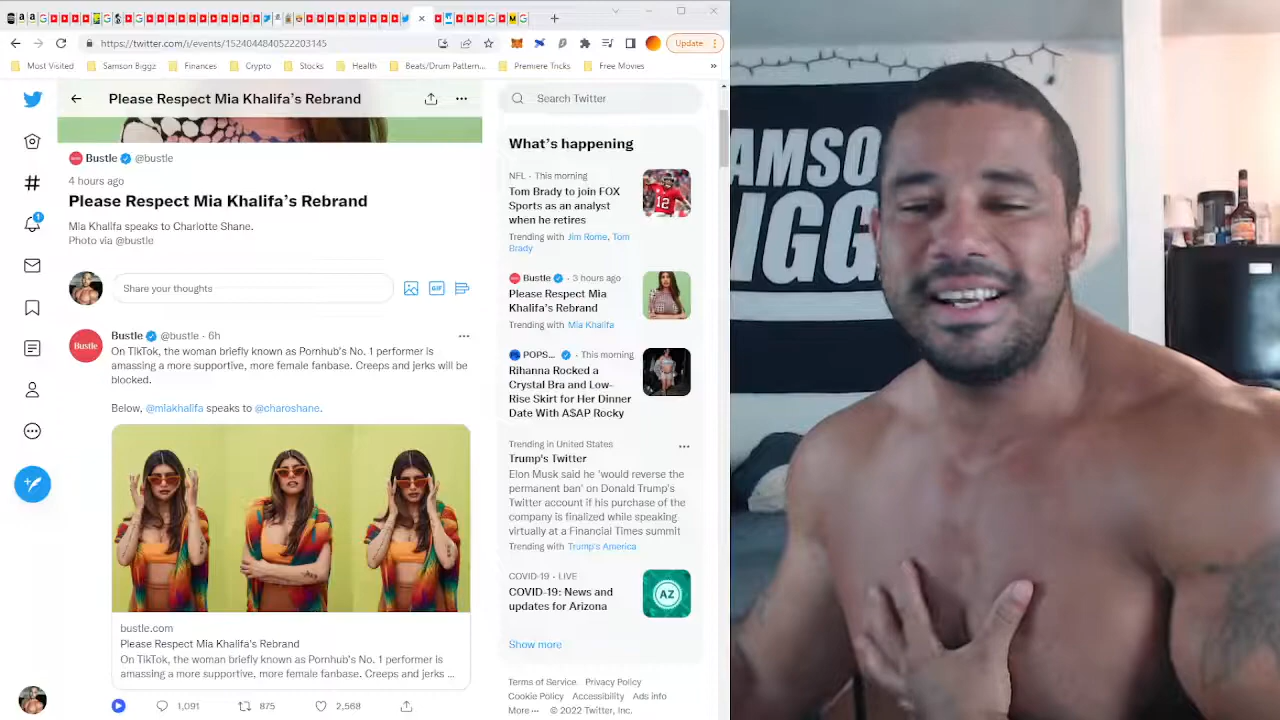 Update
https://twitter.com/i/events/1524044840522203145
Most Visited
Samson Biggz
Finances
Crypto
Stocks
Health
Beats/Drum Pattern...
Premiere Tricks
Free Movies
»
Please Respect Mia Khalifa's Rebrand
Bustle @bustle
4 hours ago
Please Respect Mia Khalifa's Rebrand
Mia Khalifa speaks to Charlotte Shane.
Photo via @bustle
Share your thoughts
GIF
1
Bustle
Bustle @bustle · 6h
On TikTok, the woman briefly known as Pornhub's No. 1 performer is
amassing a more supportive, more female fanbase. Creeps and jerks will be
blocked.
Below, @miakhalifa speaks to @charoshane.
bustle.com
Please Respect Mia Khalifa's Rebrand
On TikTok, the woman briefly known as Pornhub's No. 1 performer is
amassing a more supportive, more female fanbase. Creeps and jerks ...
1,091
875
2,568
Search Twitter
What's happening
NFL · This morning
Tom Brady to join FOX
Sports as an analyst
when he retires
Trending with Jim Rome, Tom
Brady
12
Bustle · 3 hours ago
Please Respect Mia
Khalifa's Rebrand
Trending with Mia Khalifa
POPS... · This morning
Rihanna Rocked a
Crystal Bra and Low-
Rise Skirt for Her Dinner
Date With A$AP Rocky
Trending in United States
Trump's Twitter
Elon Musk said he 'would reverse the
permanent ban' on Donald Trump's
Twitter account if his purchase of the
company is finalized while speaking
virtually at a Financial Times summit
Trending with Trump's America
COVID-19 · LIVE
COVID-19: News and
updates for Arizona
AZ
Show more
Terms of Service Privacy Policy
Cookie Policy Accessibility Ads info
More ··· © 2022 Twitter, Inc.
AMSO
IGG